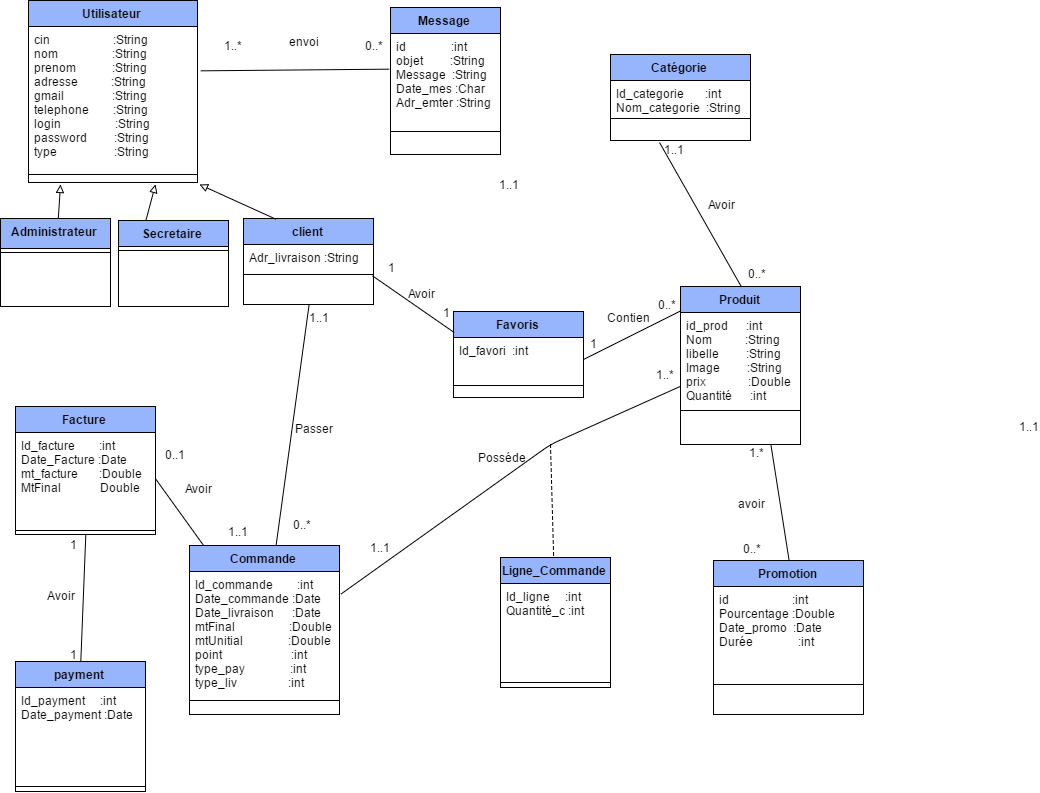 Utilisateur
cin :String
nom :String
prenom :String
adresse :String
gmail :String
telephone :String
login :String
password :String
type :String
1..*
envoi
0..*
Message
id :int
objet :String
Message :String
Date_mes :Char
Adr_emter :String
Catégorie
Id_categorie :int
Nom_categorie :String
1..1
1..1
Avoir
0..*
Administrateur
Secretaire
client
Adr_livraison :String
1
Avoir
1
Favoris
Id_favori :int
1
Contien
0..*
Produit
id_prod :int
Nom :String
libelle :String
Image :String
prix :Double
Quantité :int
1..1
Passer
0..*
1..*
Posséde
1..1
1..1
1.*
avoir
0..*
Facture
Id_facture :int
Date_Facture :Date
mt_facture :Double
MtFinal Double
0..1
Avoir
1..1
Commande
Id_commande :int
Date_commande :Date
Date_livraison :Date
mtFinal :Double
mtUnitial :Double
point :int
type_pay :int
type_liv :int
Ligne_Commande
Id_ligne :int
Quantité_c :int
Promotion
id :int
Pourcentage :Double
Date_promo :Date
Durée :int
1
Avoir
1
payment
Id_payment :int
Date_payment :Date